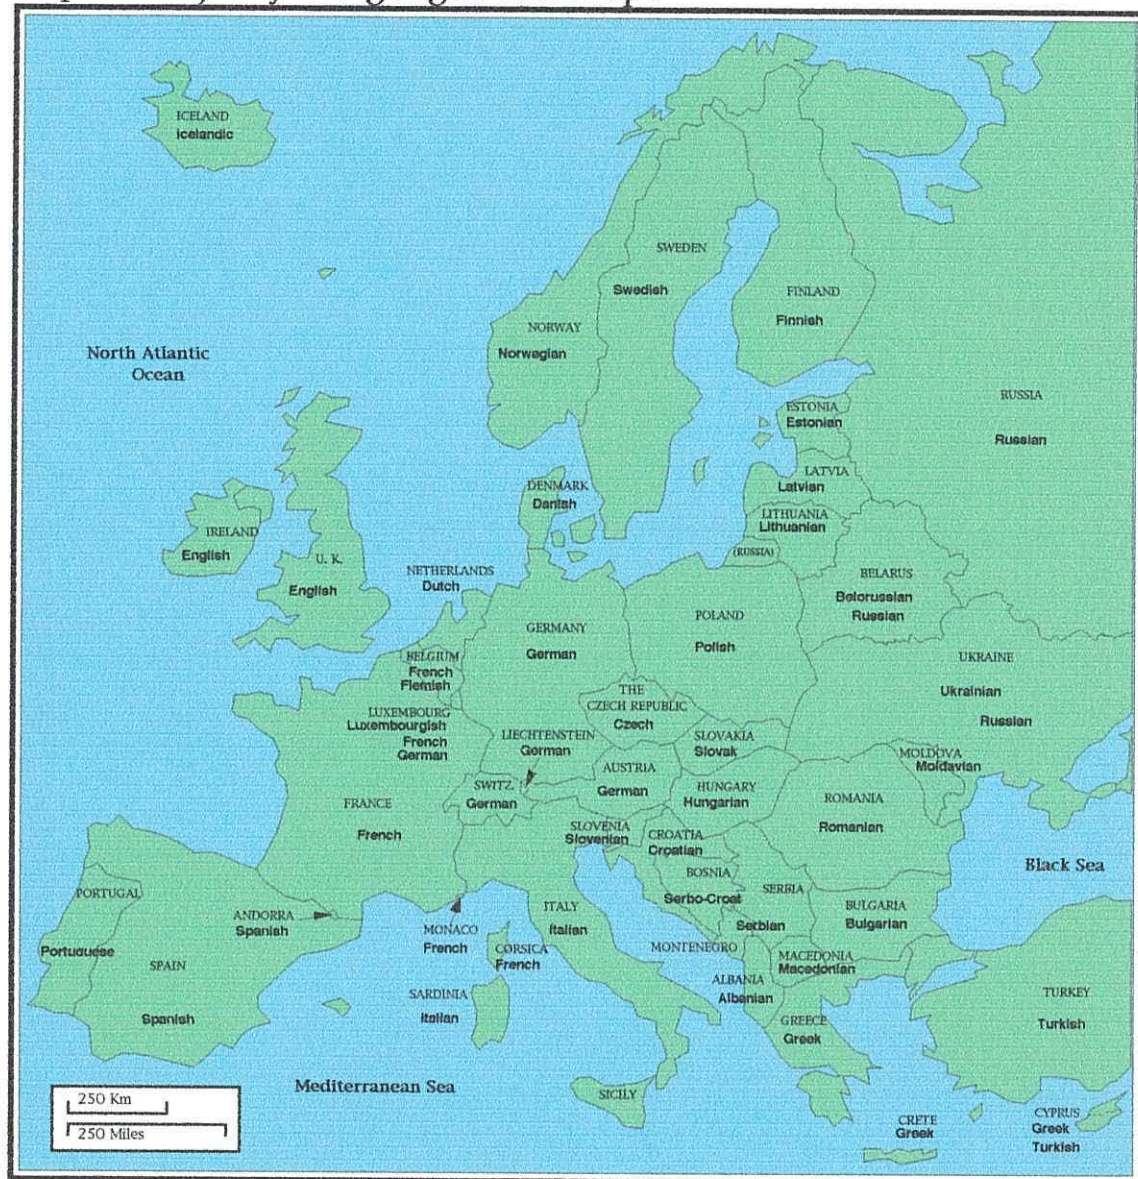 ICELAND
Icelandic
SWEDEN
Swedish
FINLAND
Finnish
NORWAY
Norwegian
North Atlantic
Ocean
RUSSIA
Russian
ESTONIA
Estonian
LATVIA
Latvian
DENMARK
Danish
LITHUANIA
Lithuanian
(RUSSIA)
IRELAND
English
U. K.
English
NETHERLANDS
Dutch
BELARUS
Belorussian
Russian
GERMANY
German
POLAND
Polish
BELGIUM
French
Flemish
UKRAINE
Ukrainian
Russian
THE
CZECH REPUBLIC
Czech
LUXEMBOURG
Luxembourgish
French
German
LIECHTENSTEIN
German
SLOVAKIA
Slovak
MOLDOVA
Moldavian
AUSTRIA
German
SWITZ.
German
HUNGARY
Hungarian
ROMANIA
Romanian
FRANCE
French
SLOVENIA
Slovenian
CROATIA
Croatian
Black Sea
BOSNIA
Serbo-Croat
SERBIA
Serbian
BULGARIA
Bulgarian
PORTUGAL
Portuguese
ANDORRA
Spanish
MONACO
French
ITALY
Italian
CORSICA
French
MONTENEGRO
MACEDONIA
Macedonian
SPAIN
Spanish
SARDINIA
Italian
ALBANIA
Albanian
TURKEY
Turkish
GREECE
Greek
Mediterranean Sea
SICILY
250 Km
250 Miles
CRETE
Greek
CYPRUS
Greek
Turkish